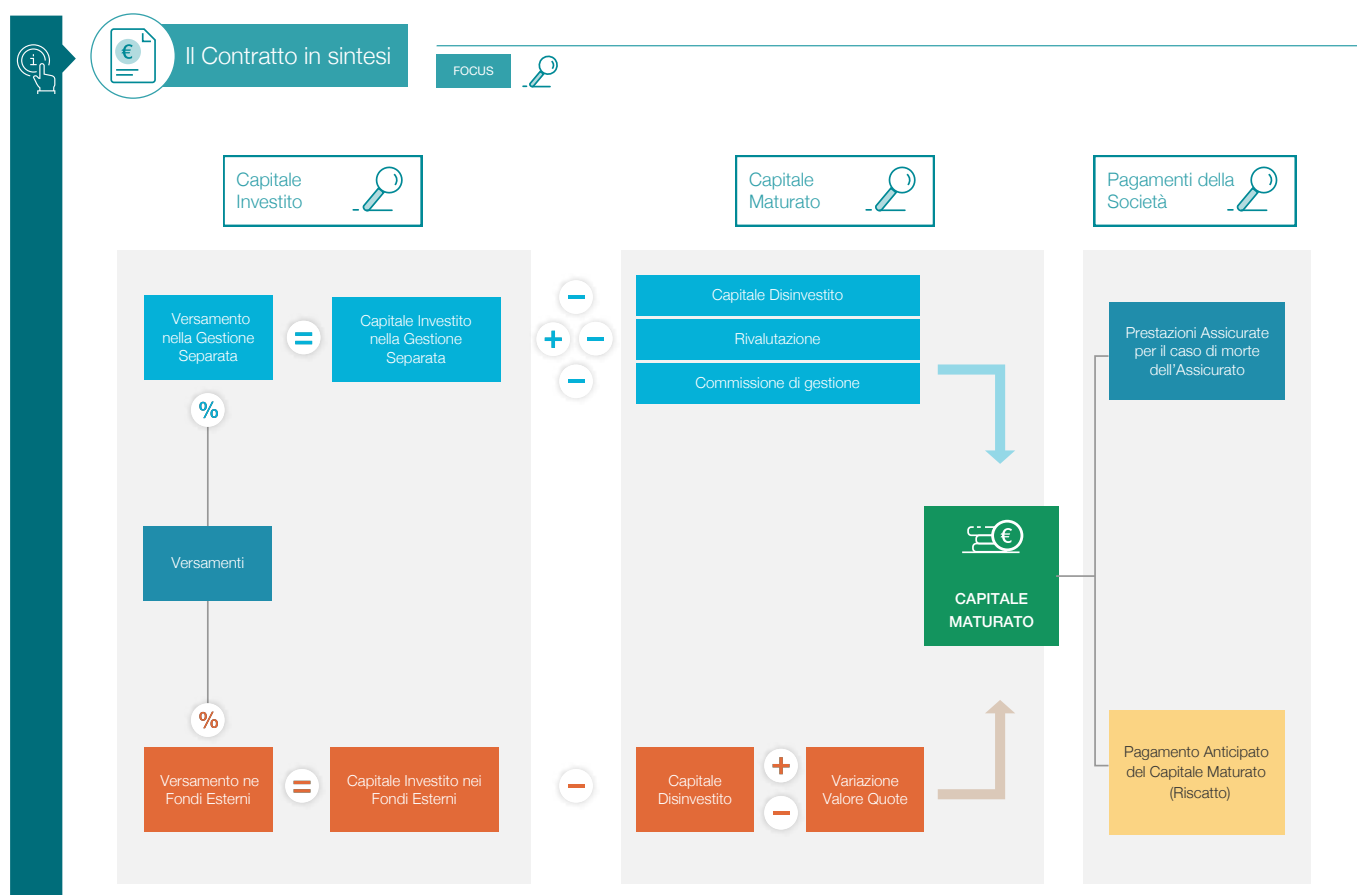 Il Contratto in sintesi
FOCUS
Capitale
Investito
Capitale
Maturato
Pagamenti della
Società
Versamento
nella Gestione
Separata
=
Capitale Investito
nella Gestione
Separata
−
+ −
−
Capitale Disinvestito
Rivalutazione
Commissione di gestione
Prestazioni Assicurate
per il caso di morte
dell'Assicurato
%
Versamenti
€
CAPITALE
MATURATO
%
Versamento ne
Fondi Esterni
=
Capitale Investito nei
Fondi Esterni
−
Capitale
Disinvestito
+
−
Variazione
Valore Quote
Pagamento Anticipato
del Capitale Maturato
(Riscatto)